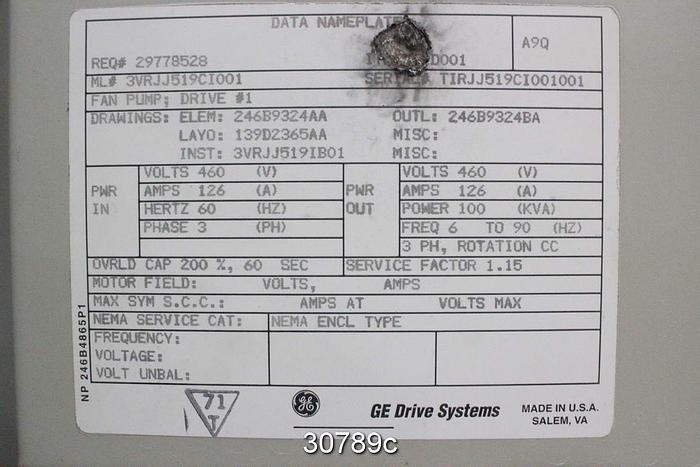 DATA NAMEPLATE
A9Q
REQ# 29778528 D001
ML# 3VRJJ519CI001 SERIAL# TIRJJ519CI001001
FAN PUMP; DRIVE #1
DRAWINGS: ELEM: 246B9324AA OUTL: 246B9324BA
LAYO: 139D2365AA MISC:
INST: 3VRJJ519IB01 MISC:
PWR IN
VOLTS 460 (V)
AMPS 126 (A)
HERTZ 60 (HZ)
PHASE 3 (PH)
PWR OUT
VOLTS 460 (V)
AMPS 126 (A)
POWER 100 (KVA)
FREQ 6 TO 90 (HZ)
3 PH, ROTATION CC
OVRLD CAP 200 %, 60 SEC SERVICE FACTOR 1.15
MOTOR FIELD: VOLTS, AMPS
MAX SYM S.C.C.: AMPS AT VOLTS MAX
NEMA SERVICE CAT: NEMA ENCL TYPE
FREQUENCY:
VOLTAGE:
VOLT UNBAL:
NP 246B4865P1
71
T
GE
GE Drive Systems
MADE IN U.S.A.
SALEM, VA
30789c